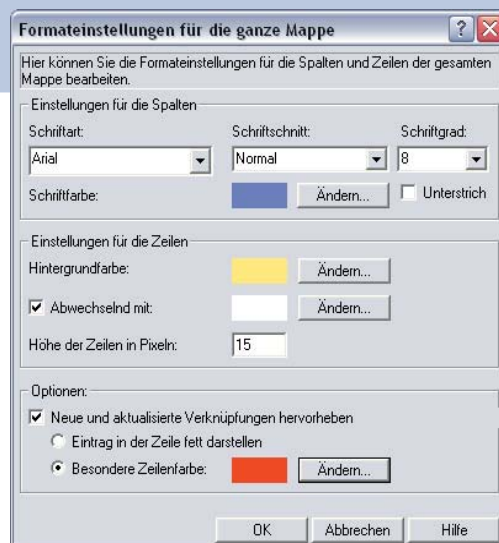 Formateinstellungen für die ganze Mappe
Hier können Sie die Formateinstellungen für die Spalten und Zeilen der gesamten
Mappe bearbeiten.
Einstellungen für die Spalten
Schriftart: Schriftschnitt: Schriftgrad:
Arial Normal 8
Schriftfarbe: Ändern... Unterstrich
Einstellungen für die Zeilen
Hintergrundfarbe: Ändern...
Abwechselnd mit: Ändern...
Höhe der Zeilen in Pixeln: 15
Optionen:
Neue und aktualisierte Verknüpfungen hervorheben
Eintrag in der Zeile fett darstellen
Besondere Zeilenfarbe: Ändern...
OK Abbrechen Hilfe